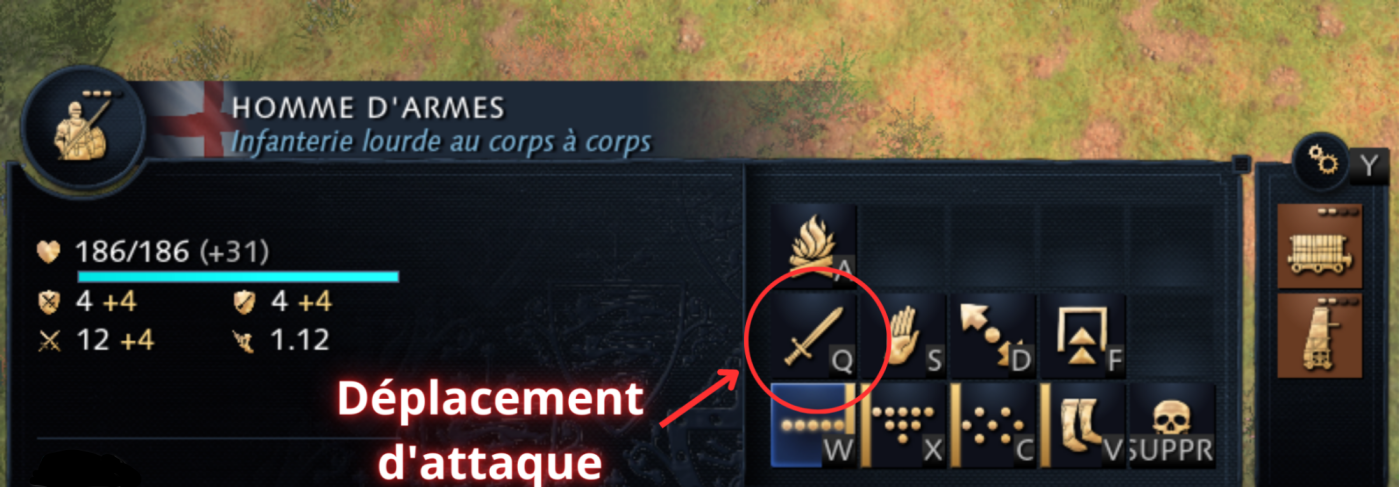 HOMME D'ARMES
Infanterie lourde au corps à corps
Y
186/186 (+31)
A
4 +4 4 +4
Q S D F
12 +4 1.12
Déplacement
d'attaque
W X C V SUPPR